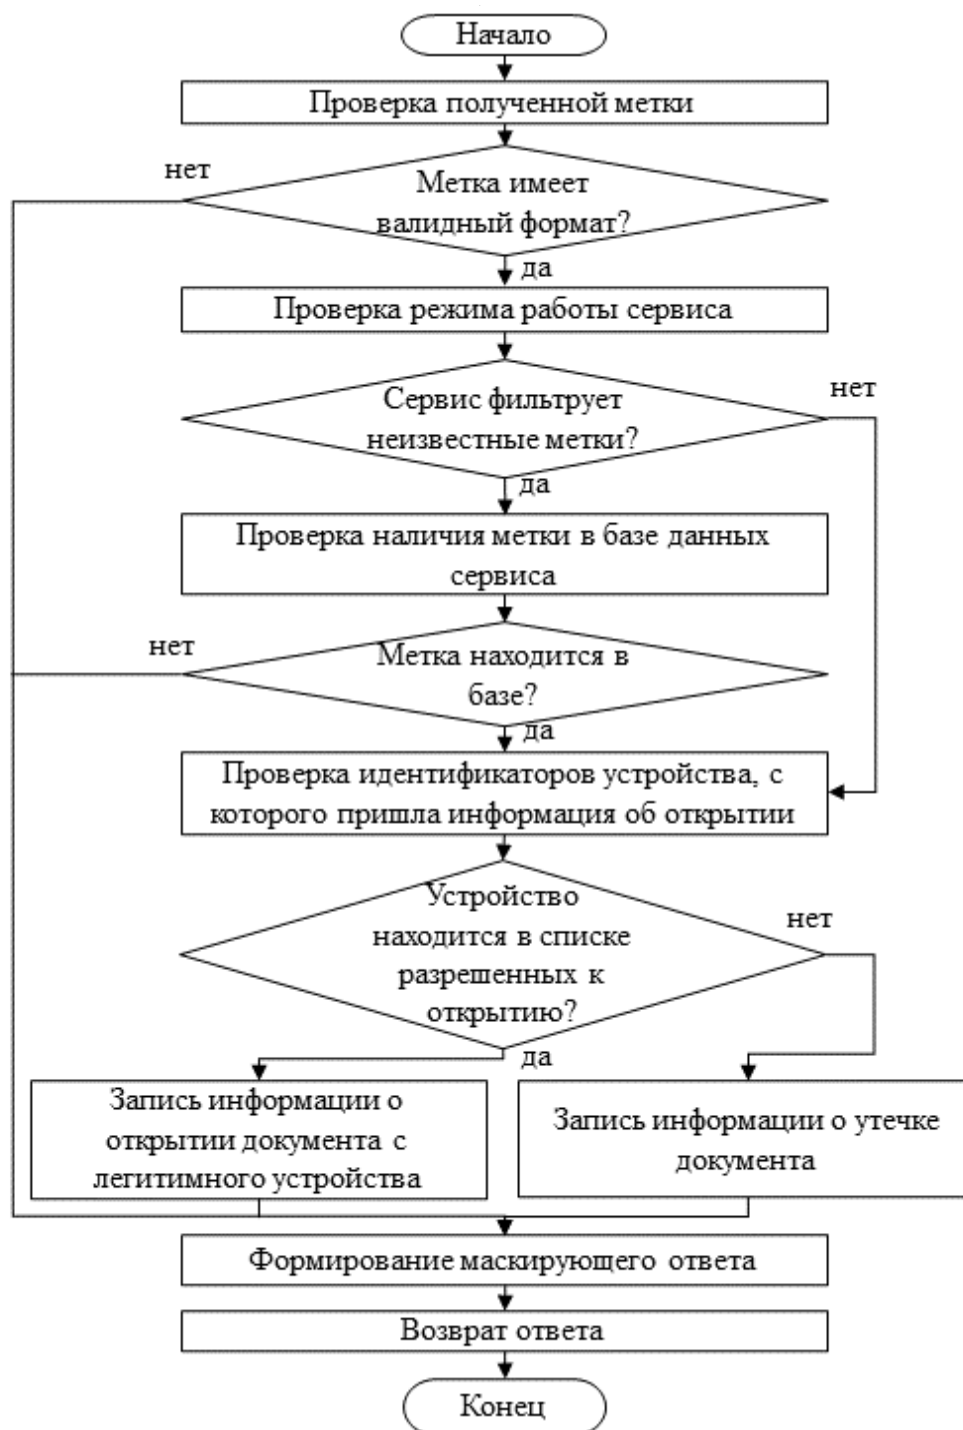 Начало
Проверка полученной метки
нет
Метка имеет
валидный формат?
да
Проверка режима работы сервиса
нет
Сервис фильтрует
неизвестные метки?
да
Проверка наличия метки в базе данных
сервиса
нет
Метка находится в
базе?
да
Проверка идентификаторов устройства, с
которого пришла информация об открытии
Устройство
нет
находится в списке
разрешенных к
открытию?
да
Запись информации о
открытии документа с
легитимного устройства
Запись информации о утечке
документа
Формирование маскирующего ответа
Возврат ответа
Конец